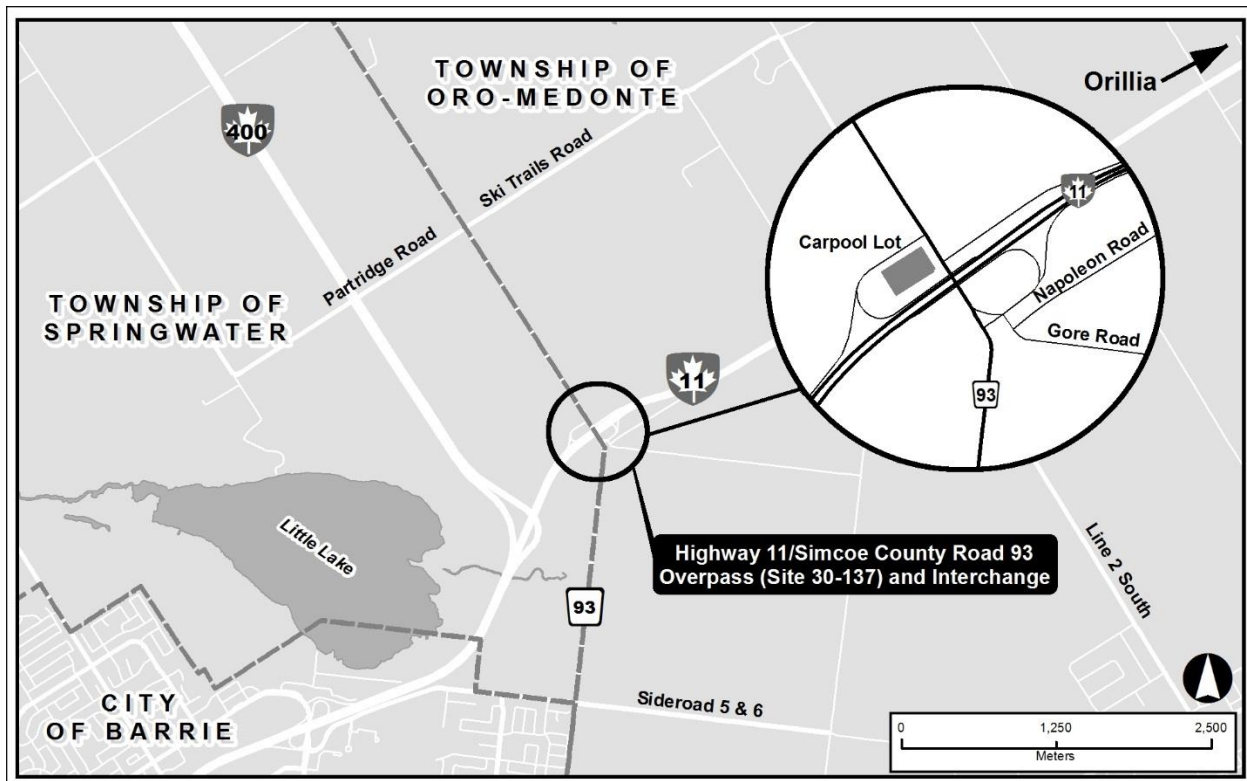 TOWNSHIP OF
ORO-MEDONTE
Orillia
400
Ski Trails Road
Partridge Road
11
Carpool Lot
Napoleon Road
Gore Road
93
TOWNSHIP OF
SPRINGWATER
11
Little Lake
Highway 11/Simcoe County Road 93
Overpass (Site 30-137) and Interchange
93
Line 2 South
Sideroad 5 & 6
CITY
OF BARRIE
0 1,250 2,500
Meters